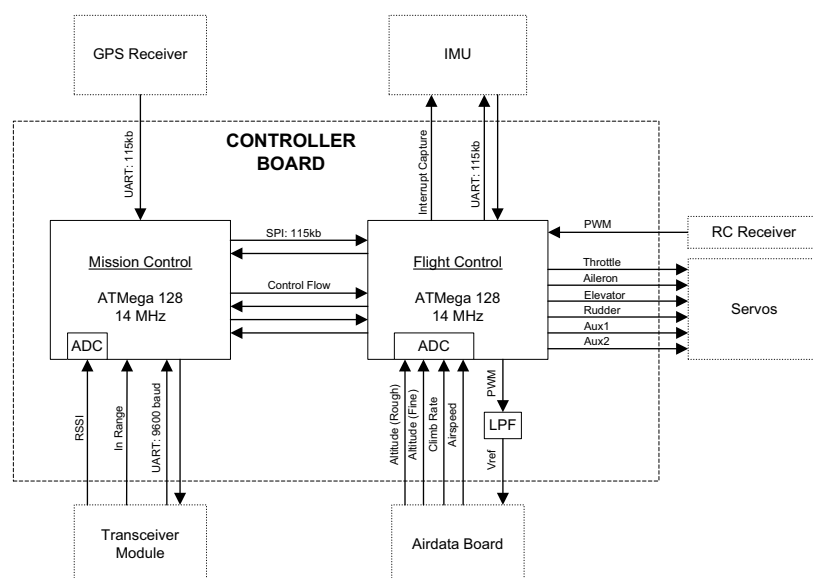 GPS Receiver
IMU
CONTROLLER
BOARD
UART: 115kb
Interrupt Capture
UART: 115kb
Mission Control
ATMega 128
14 MHz
ADC
SPI: 115kb
Control Flow
Flight Control
ATMega 128
14 MHz
ADC
PWM
RC Receiver
Throttle
Aileron
Elevator
Rudder
Aux1
Aux2
Servos
RSSI
In Range
UART: 9600 baud
Altitude (Rough)
Altitude (Fine)
Climb Rate
Airspeed
PWM
LPF
Vref
Transceiver
Module
Airdata Board